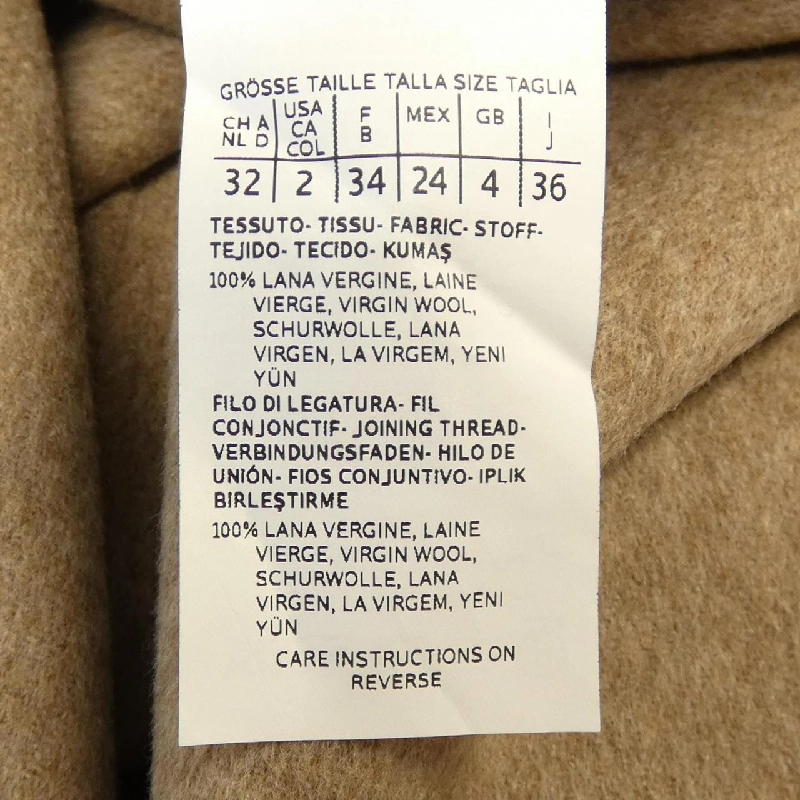 GRÖSSE TAILLE TALLA SIZE TAGLIA
CH A NL D USA CA COL F B MEX GB I J
32 2 34 24 4 36
TESSUTO- TISSU- FABRIC- STOFF-
TEJIDO- TECIDO- KUMAŞ
100% LANA VERGINE, LAINE
VIERGE, VIRGIN WOOL,
SCHURWOLLE, LANA
VIRGEN, LA VIRGEM, YENI
YÜN
FILO DI LEGATURA- FIL
CONJONCTIF- JOINING THREAD-
VERBINDUNGSFADEN- HILO DE
UNIÓN- FIOS CONJUNTIVO- IPLIK
BIRLEŞTIRME
100% LANA VERGINE, LAINE
VIERGE, VIRGIN WOOL,
SCHURWOLLE, LANA
VIRGEN, LA VIRGEM, YENI
YÜN
CARE INSTRUCTIONS ON
REVERSE